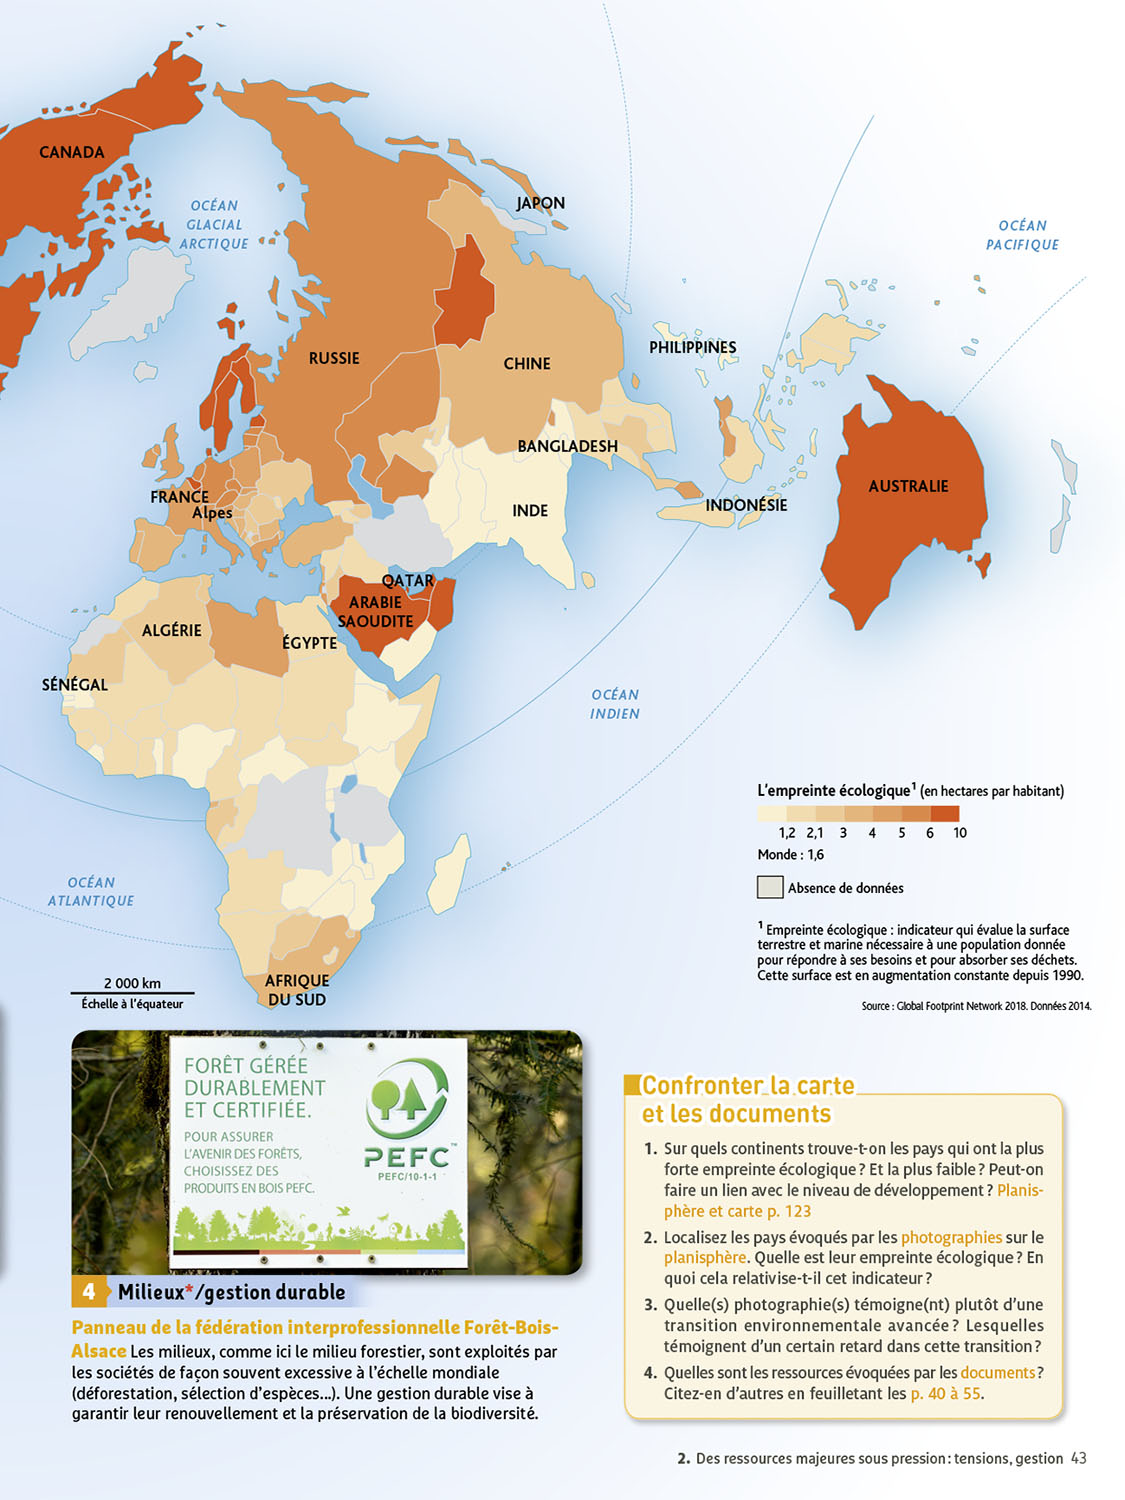 CANADA
OCÉAN
GLACIAL
ARCTIQUE
JAPON
OCÉAN
PACIFIQUE
RUSSIE
CHINE
PHILIPPINES
BANGLADESH
FRANCE
Alpes
INDE
INDONÉSIE
AUSTRALIE
QATAR
ARABIE
SAOUDITE
ALGÉRIE
ÉGYPTE
SÉNÉGAL
OCÉAN
INDIEN
OCÉAN
ATLANTIQUE
AFRIQUE
DU SUD
2 000 km
Échelle à l'équateur
L'empreinte écologique1 (en hectares par habitant)
1,2 2,1 3 4 5 6 10
Monde : 1,6
Absence de données
1 Empreinte écologique : indicateur qui évalue la surface
terrestre et marine nécessaire à une population donnée
pour répondre à ses besoins et pour absorber ses déchets.
Cette surface est en augmentation constante depuis 1990.
Source : Global Footprint Network 2018. Données 2014.
FORÊT GÉRÉE
DURABLEMENT
ET CERTIFIÉE.
POUR ASSURER
L'AVENIR DES FORÊTS,
CHOISISSEZ DES
PRODUITS EN BOIS PEFC.
PEFC™
PEFC/10-1-1
4 Milieux*/gestion durable
Panneau de la fédération interprofessionnelle Forêt-Bois-
Alsace Les milieux, comme ici le milieu forestier, sont exploités par
les sociétés de façon souvent excessive à l'échelle mondiale
(déforestation, sélection d'espèces...). Une gestion durable vise à
garantir leur renouvellement et la préservation de la biodiversité.
Confronter la carte
et les documents
1. Sur quels continents trouve-t-on les pays qui ont la plus
forte empreinte écologique ? Et la plus faible ? Peut-on
faire un lien avec le niveau de développement ? Planis-
phère et carte p. 123
2. Localisez les pays évoqués par les photographies sur le
planisphère. Quelle est leur empreinte écologique ? En
quoi cela relativise-t-il cet indicateur ?
3. Quelle(s) photographie(s) témoigne(nt) plutôt d'une
transition environnementale avancée ? Lesquelles
témoignent d'un certain retard dans cette transition ?
4. Quelles sont les ressources évoquées par les documents ?
Citez-en d'autres en feuilletant les p. 40 à 55.
2. Des ressources majeures sous pression : tensions, gestion 43